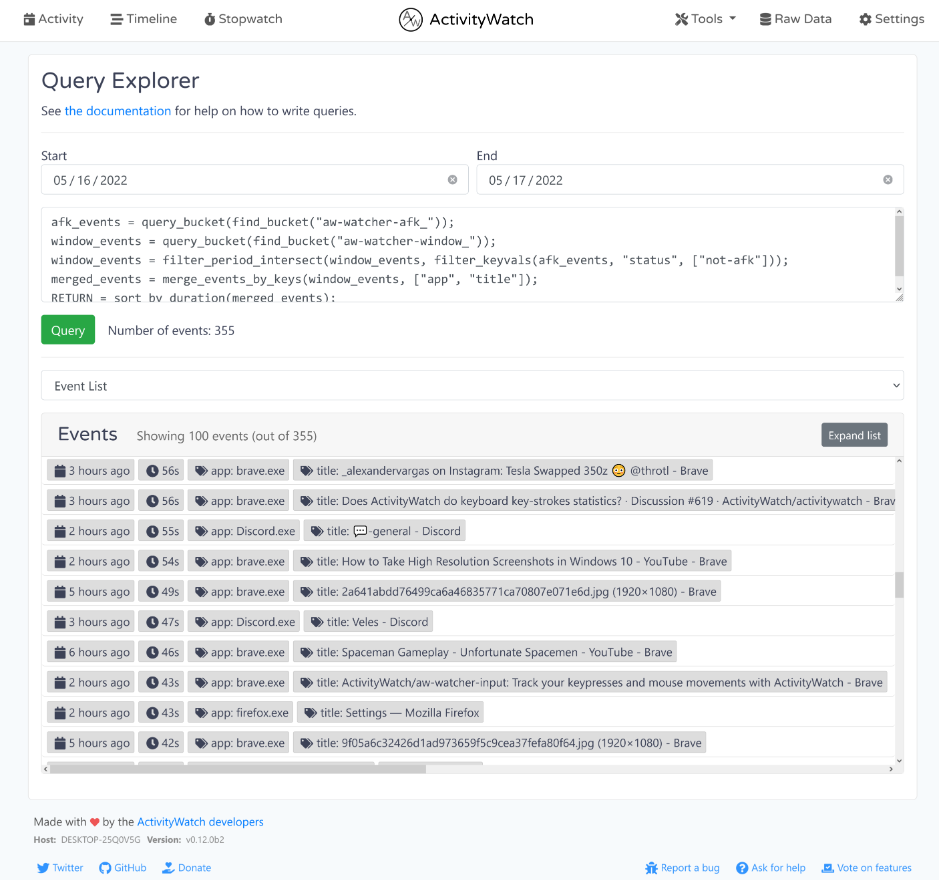 Activity Timeline Stopwatch ActivityWatch Tools Raw Data Settings
Query Explorer
See the documentation for help on how to write queries.
Start End
05 / 16 / 2022 05 / 17 / 2022
afk_events = query_bucket(find_bucket("aw-watcher-afk_"));
window_events = query_bucket(find_bucket("aw-watcher-window_"));
window_events = filter_period_intersect(window_events, filter_keyvals(afk_events, "status", ["not-afk"]));
merged_events = merge_events_by_keys(window_events, ["app", "title"]);
RETURN = sort_by_duration(merged_events);
Query Number of events: 355
Event List
Events Showing 100 events (out of 355) Expand list
3 hours ago 56s app: brave.exe title: _alexandervargas on Instagram: Tesla Swapped 350z 😳 @throtl - Brave
3 hours ago 56s app: brave.exe title: Does ActivityWatch do keyboard key-strokes statistics? · Discussion #619 · ActivityWatch/activitywatch - Brav
2 hours ago 55s app: Discord.exe title: 💬-general - Discord
2 hours ago 54s app: brave.exe title: How to Take High Resolution Screenshots in Windows 10 - YouTube - Brave
5 hours ago 49s app: brave.exe title: 2a641abdd76499ca6a46835771ca70807e071e6d.jpg (1920×1080) - Brave
3 hours ago 47s app: Discord.exe title: Veles - Discord
6 hours ago 46s app: brave.exe title: Spaceman Gameplay - Unfortunate Spacemen - YouTube - Brave
2 hours ago 43s app: brave.exe title: ActivityWatch/aw-watcher-input: Track your keypresses and mouse movements with ActivityWatch - Brave
2 hours ago 43s app: firefox.exe title: Settings — Mozilla Firefox
5 hours ago 42s app: brave.exe title: 9f05a6c32426d1ad973659f5c9cea37fefa80f64.jpg (1920×1080) - Brave
Made with ❤ by the ActivityWatch developers
Host: DESKTOP-25Q0VSG Version: v0.12.0b2
Twitter GitHub Donate Report a bug Ask for help Vote on features